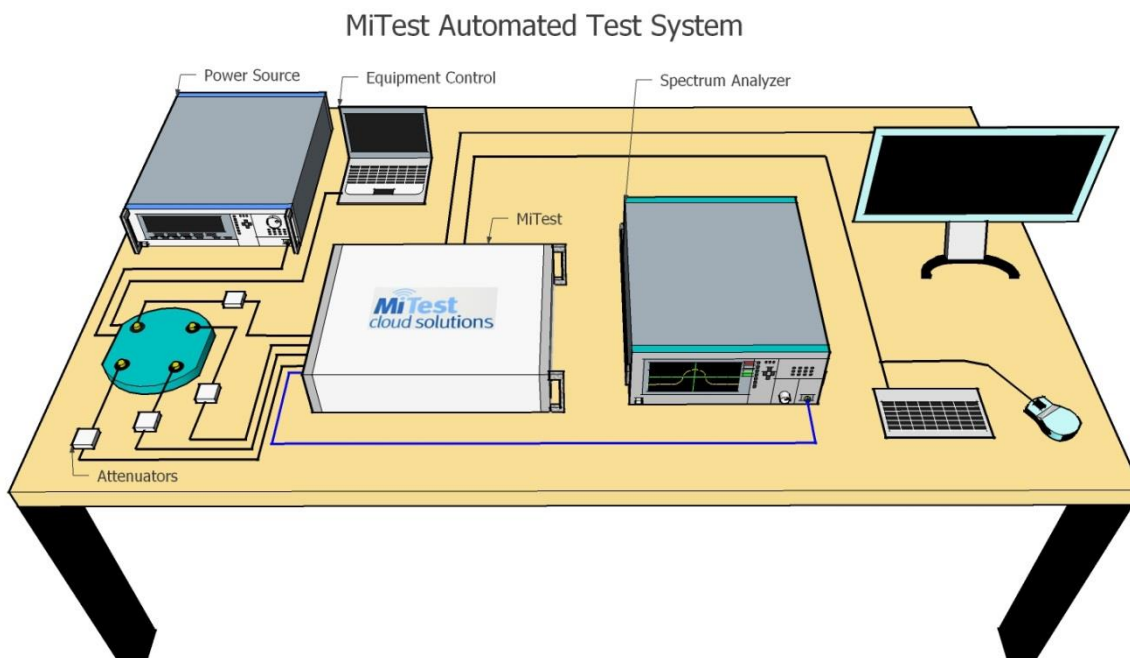 MiTest Automated Test System
Power Source
Equipment Control
Spectrum Analyzer
MiTest
MiTest
cloud solutions
Attenuators